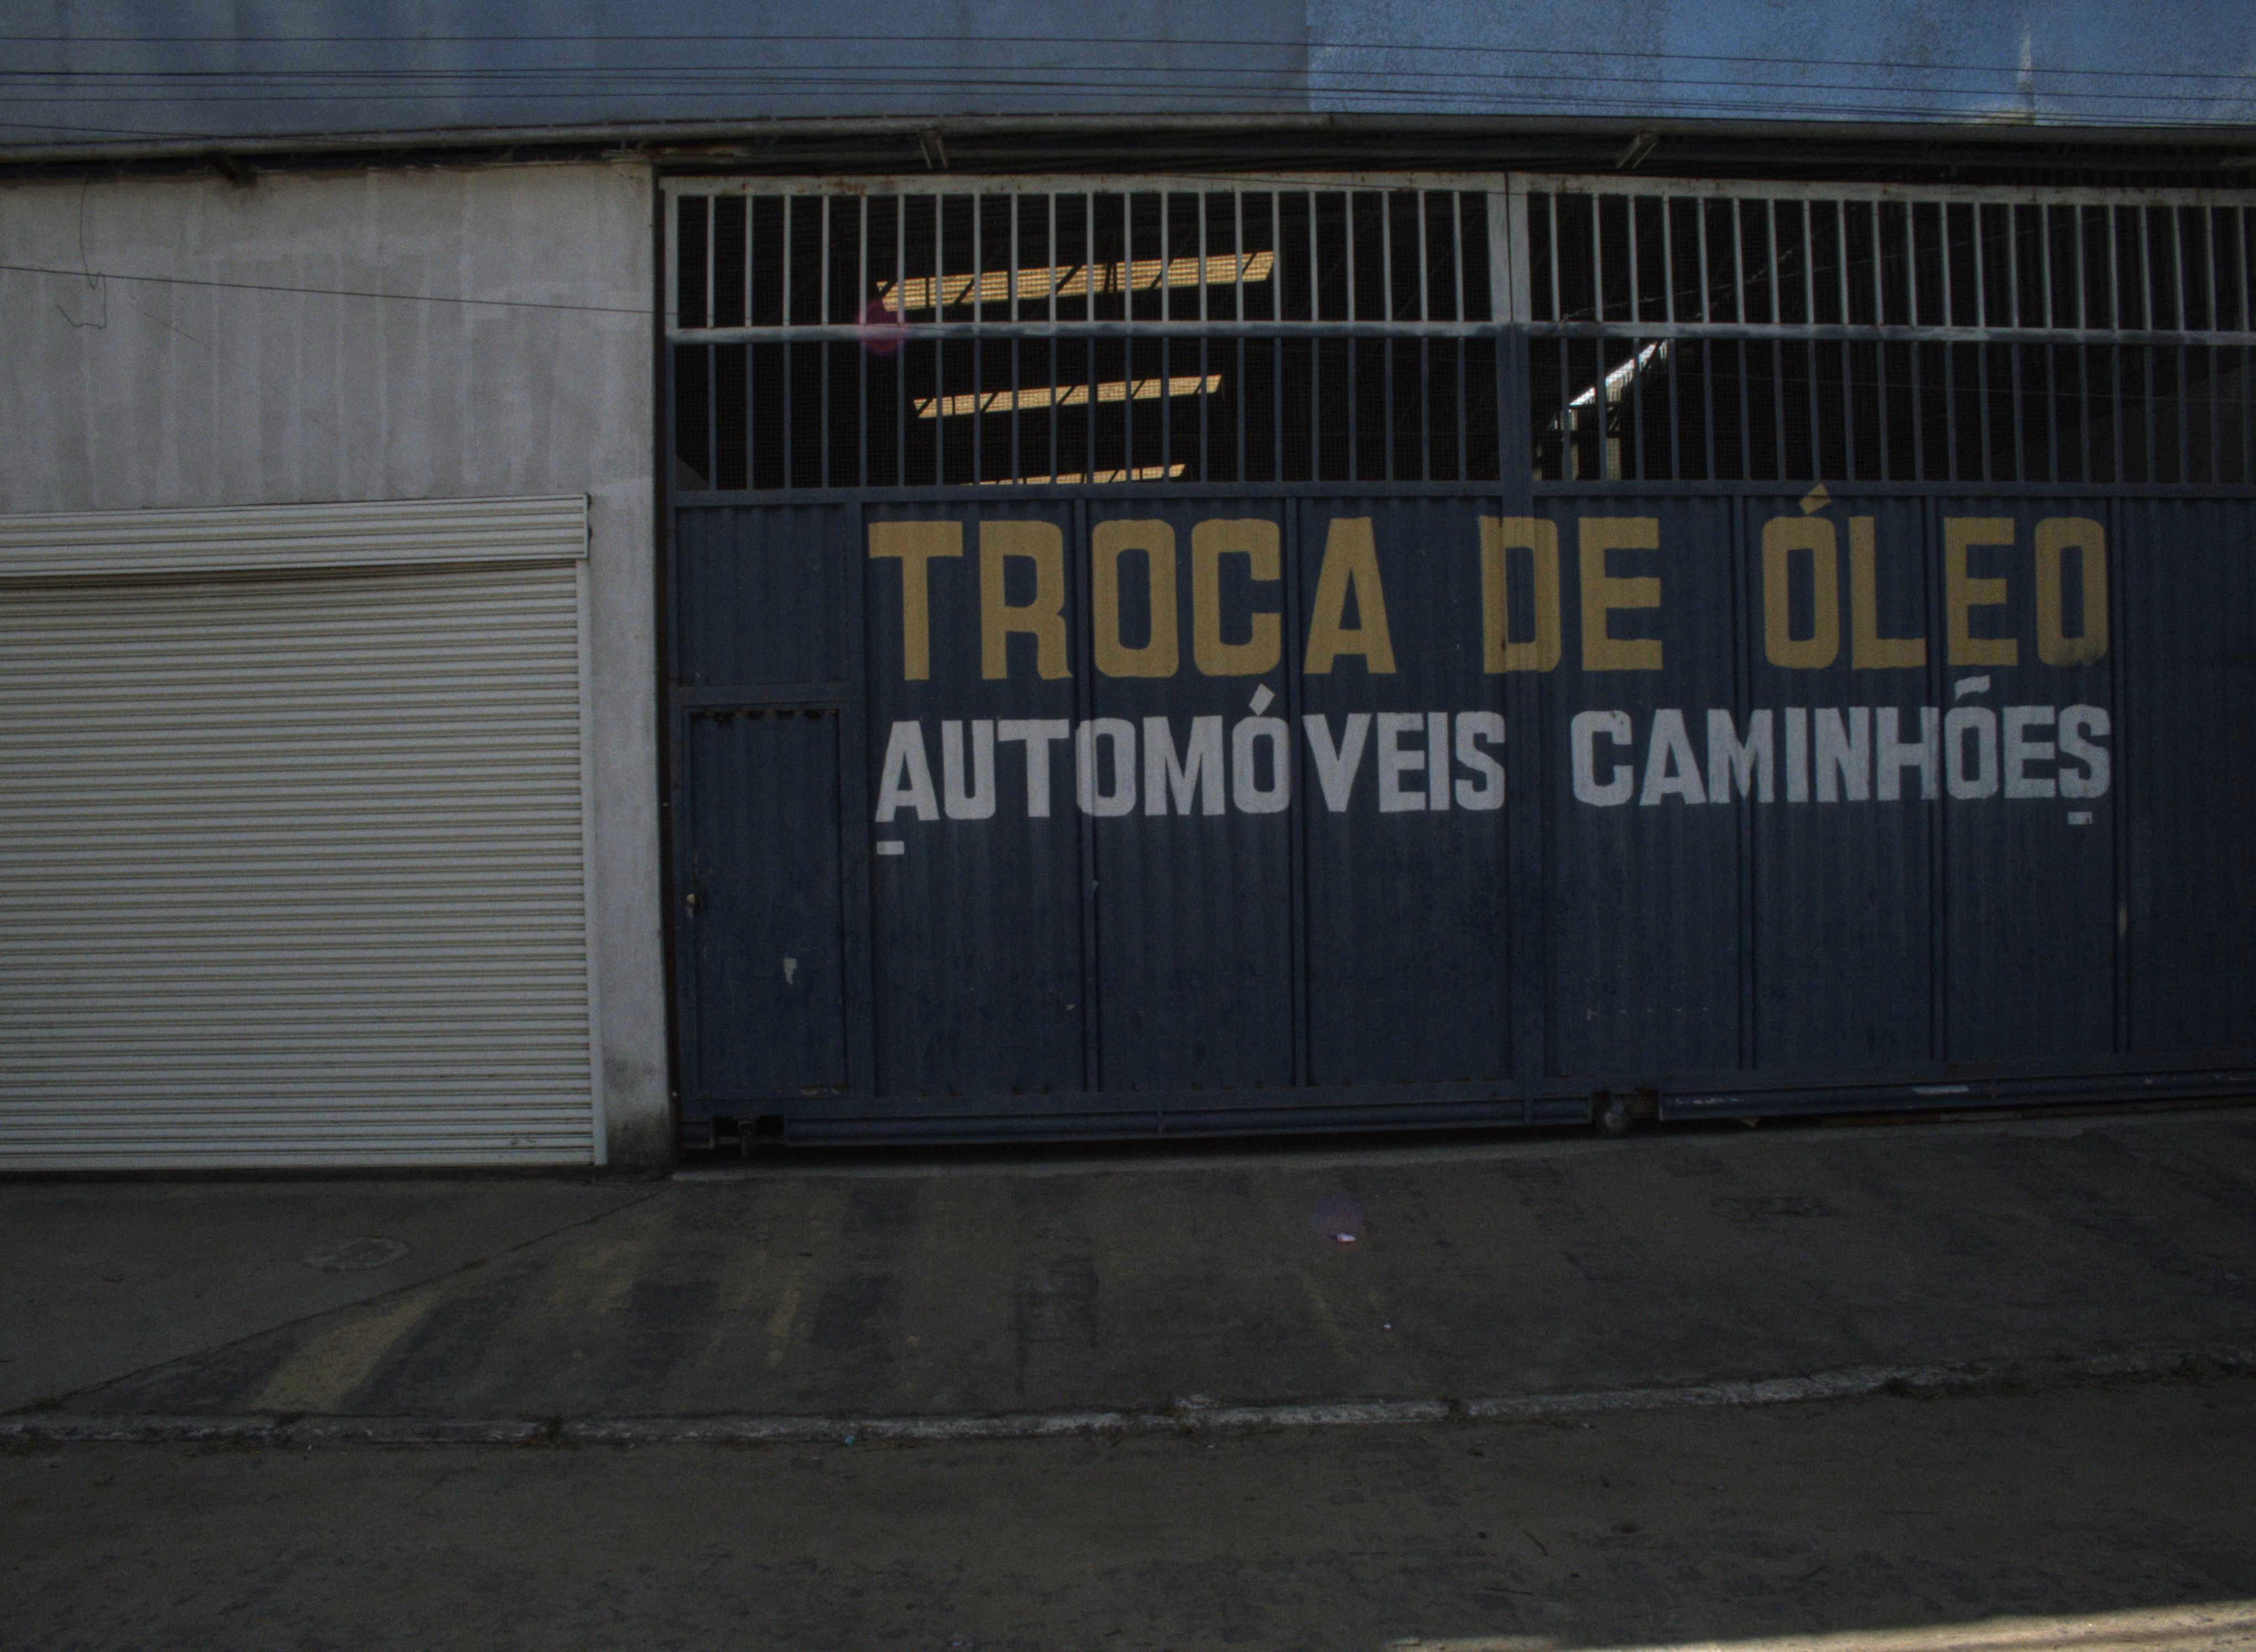 TROCA DE ÓLEO
AUTOMÓVEIS CAMINHÕES